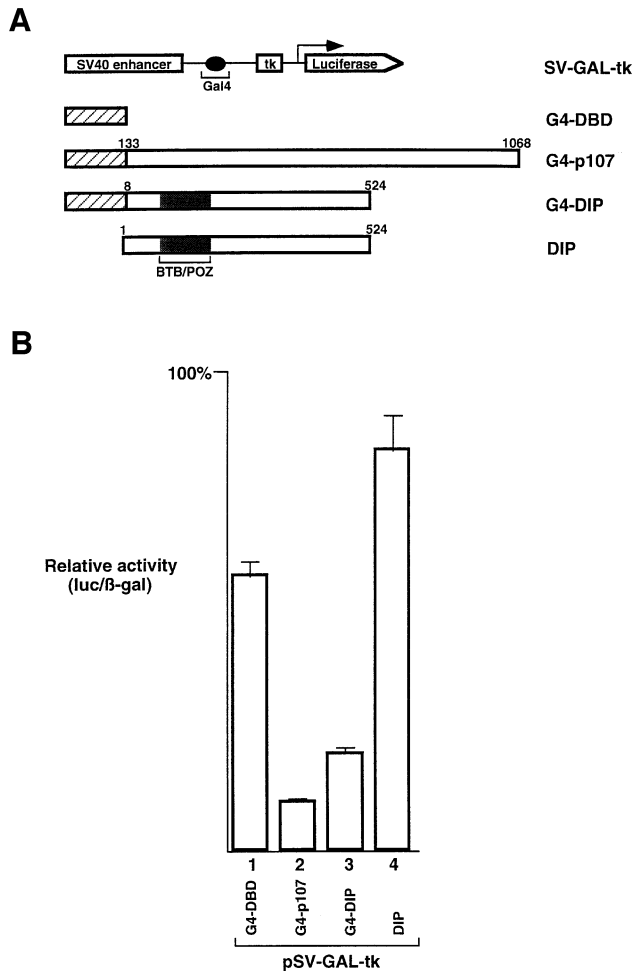 A
SV40 enhancer tk Luciferase SV-GAL-tk
Gal4
G4-DBD
133 1068
G4-p107
8 524
G4-DIP
1 524
DIP
BTB/POZ
B
100%
Relative activity
(luc/ß-gal)
1 2 3 4
G4-DBD G4-p107 G4-DIP DIP
pSV-GAL-tk